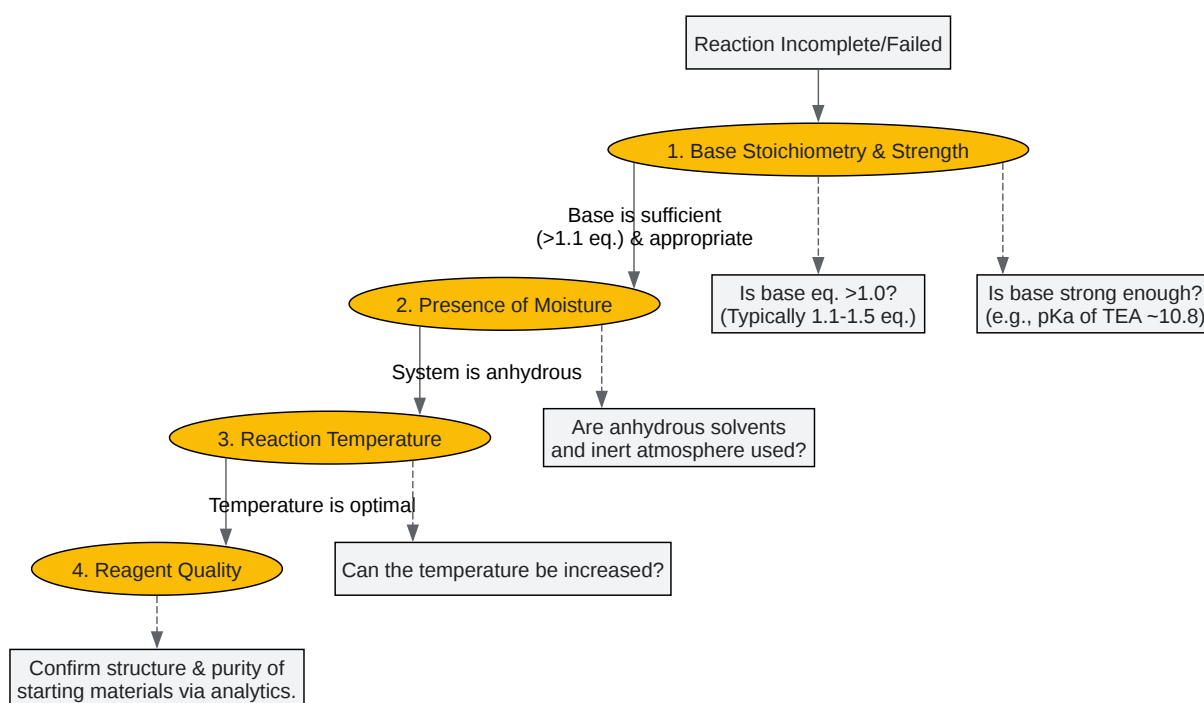 Reaction Incomplete/Failed
1. Base Stoichiometry & Strength
Base is sufficient
(>1.1 eq.) & appropriate
Is base eq. >1.0?
(Typically 1.1-1.5 eq.)
Is base strong enough?
(e.g., pKa of TEA ~10.8)
2. Presence of Moisture
System is anhydrous
Are anhydrous solvents
and inert atmosphere used?
3. Reaction Temperature
Temperature is optimal
Can the temperature be increased?
4. Reagent Quality
Confirm structure & purity of
starting materials via analytics.